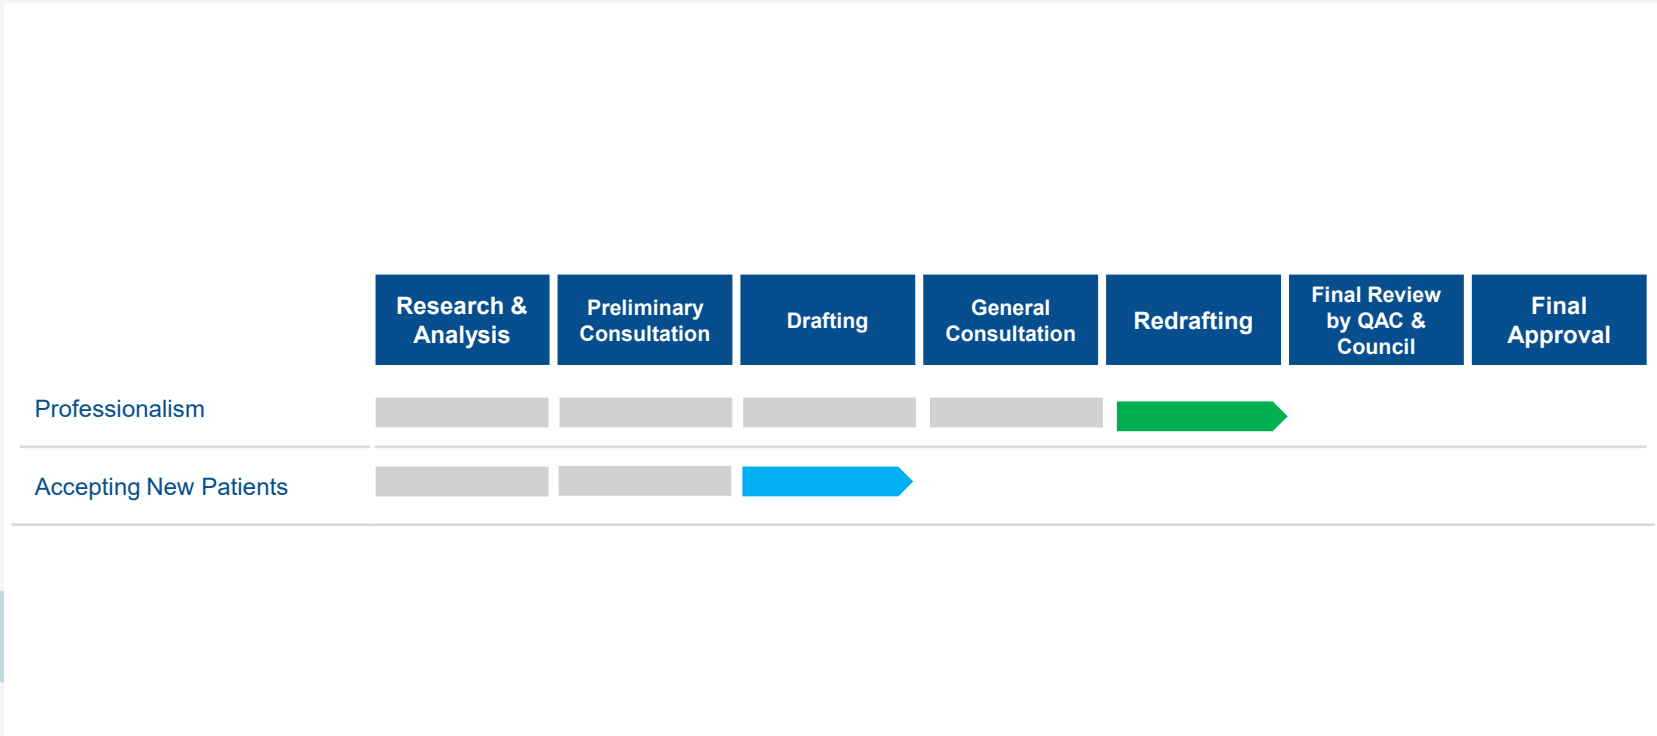 Research &
Analysis
Preliminary
Consultation
Drafting
General
Consultation
Redrafting
Final Review
by QAC &
Council
Final
Approval
Professionalism
Accepting New Patients